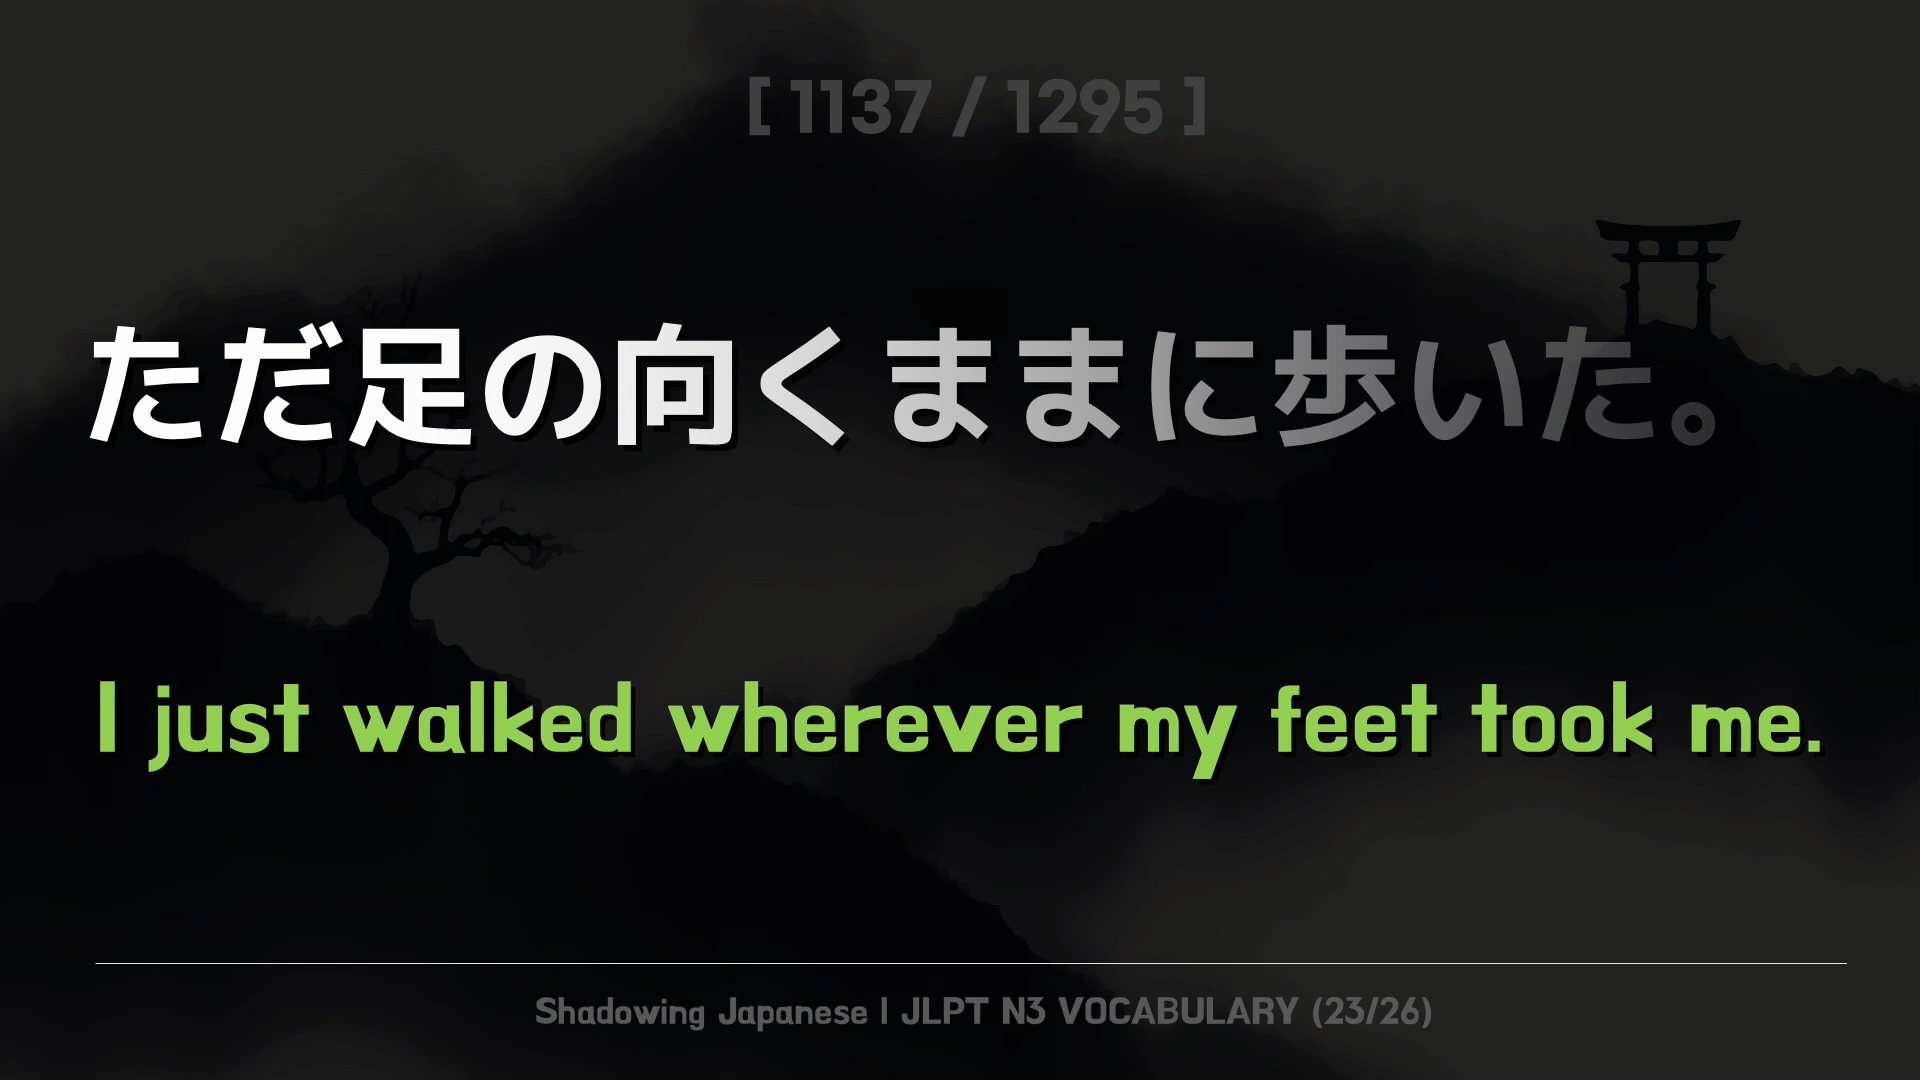 [ 1137 / 1295 ]
ただ足の向くままに歩いた。
I just walked wherever my feet took me.
Shadowing Japanese | JLPT N3 VOCABULARY (23/26)